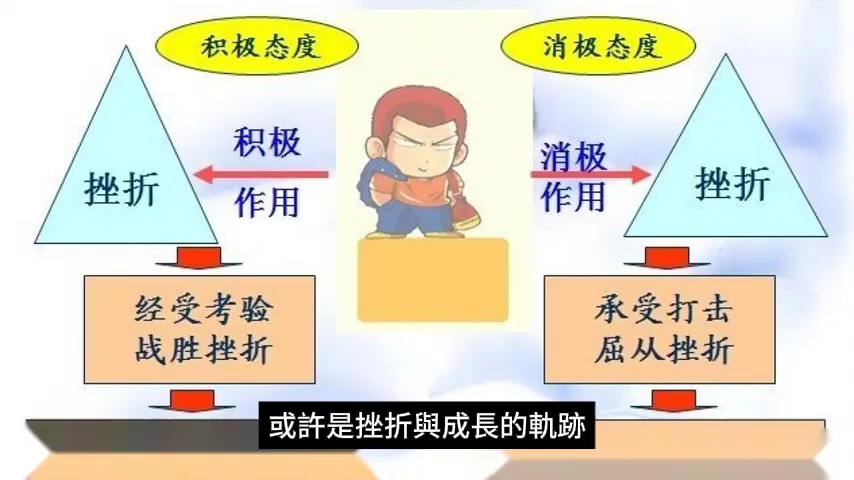 积极态度
消极态度
挫折
积极
作用
消极
作用
挫折
经受考验
战胜挫折
承受打击
屈从挫折
或許是挫折與成長的軌跡